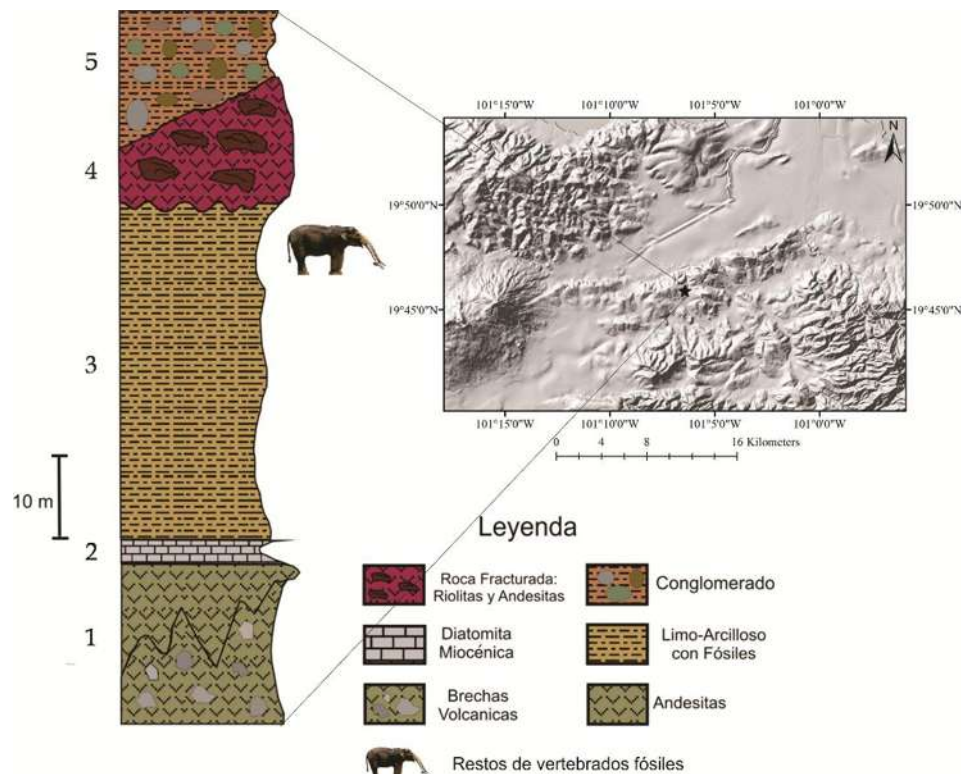 5
4
3
2
1
10 m
101°15'0"W 101°10'0"W 101°5'0"W 101°0'0"W
N
19°50'0"N 19°50'0"N
19°45'0"N 19°45'0"N
101°15'0"W 101°10'0"W 101°5'0"W 101°0'0"W
0 4 8 16 Kilometers
Leyenda
Roca Fracturada:
Riolitas y Andesitas
Conglomerado
Diatomita
Miocénica
Limo-Arcilloso
con Fósiles
Brechas
Volcanicas
Andesitas
Restos de vertebrados fósiles